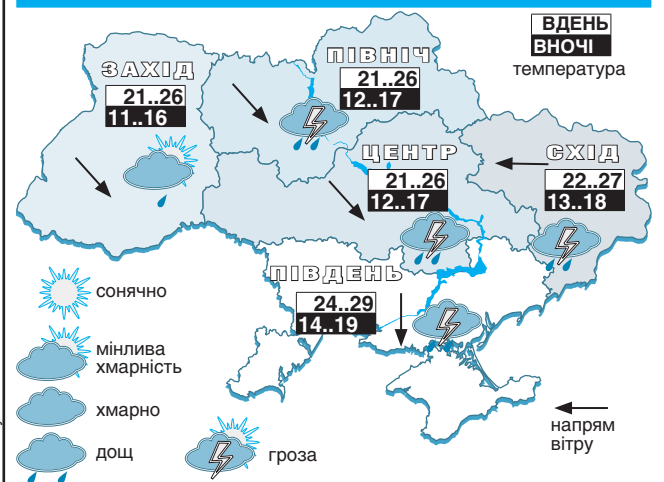 ВДЕНЬ
ВНОЧІ
температура
ПІВНІЧ
21..26
12..17
ЗАХІД
21..26
11..16
ЦЕНТР
21..26
12..17
СХІД
22..27
13..18
ПІВДЕНЬ
24..29
14..19
сонячно
мінлива
хмарність
хмарно
дощ
гроза
напрям
вітру